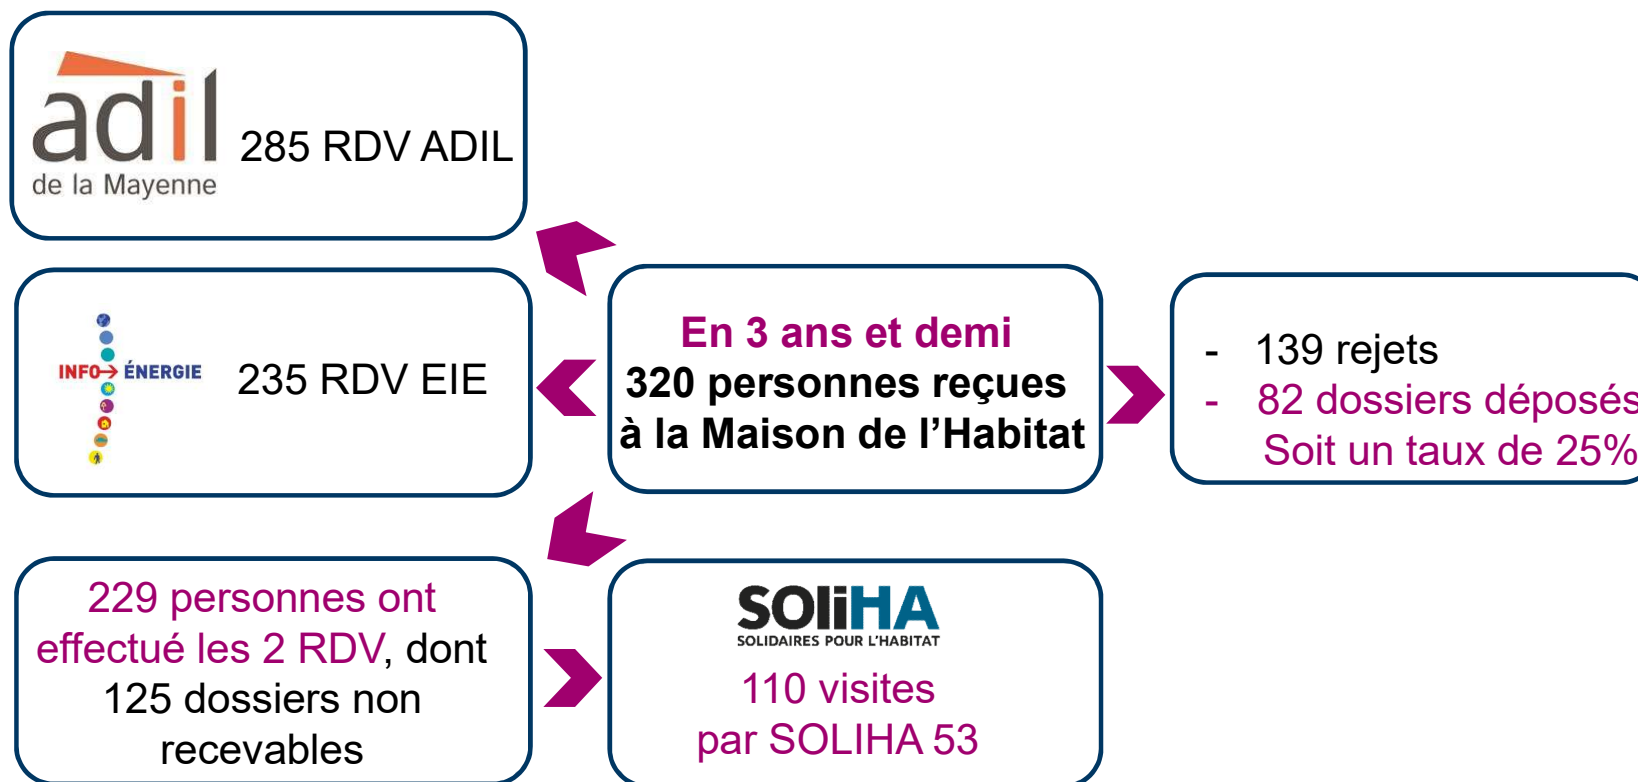 adil
de la Mayenne
285 RDV ADIL
INFO→ ÉNERGIE
235 RDV EIE
En 3 ans et demi
320 personnes reçues
à la Maison de l’Habitat
- 139 rejets
- 82 dossiers déposés
Soit un taux de 25%
229 personnes ont
effectué les 2 RDV, dont
125 dossiers non
recevables
SOLiHA
SOLIDAIRES POUR L’HABITAT
110 visites
par SOLIHA 53